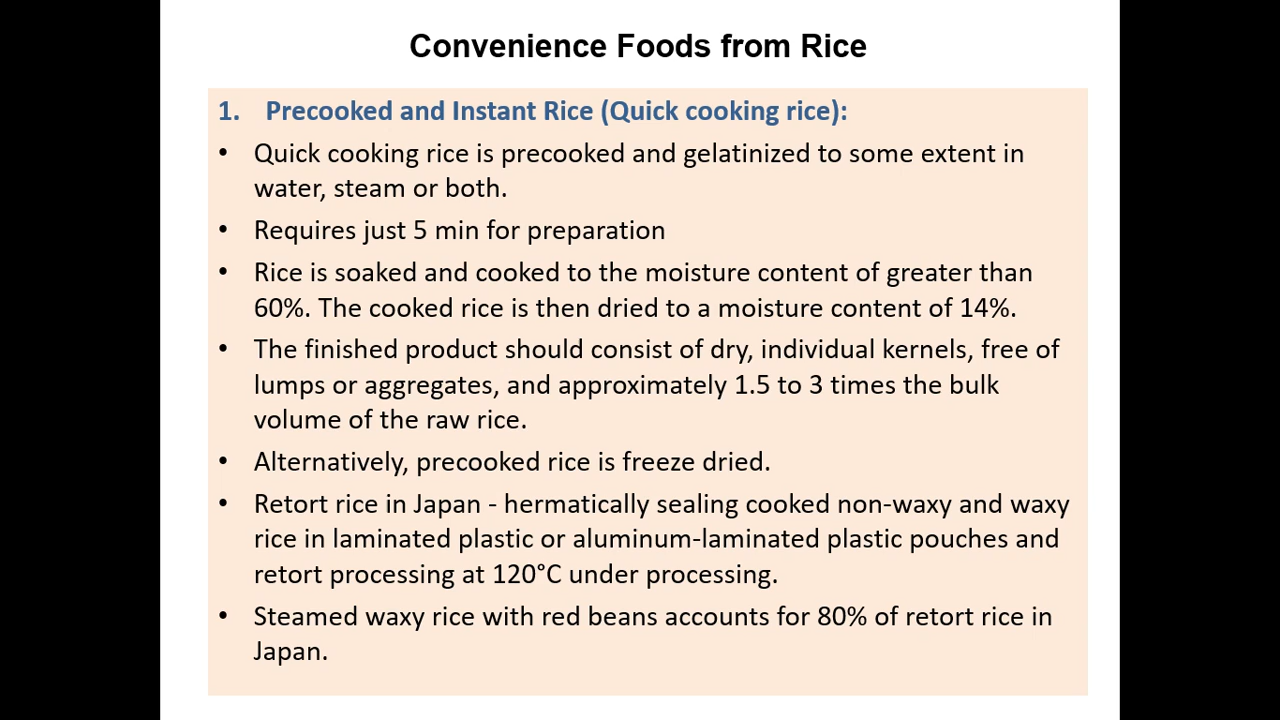 Convenience Foods from Rice
1. Precooked and Instant Rice (Quick cooking rice):
• Quick cooking rice is precooked and gelatinized to some extent in
water, steam or both.
• Requires just 5 min for preparation
• Rice is soaked and cooked to the moisture content of greater than
60%. The cooked rice is then dried to a moisture content of 14%.
• The finished product should consist of dry, individual kernels, free of
lumps or aggregates, and approximately 1.5 to 3 times the bulk
volume of the raw rice.
• Alternatively, precooked rice is freeze dried.
• Retort rice in Japan - hermatically sealing cooked non-waxy and waxy
rice in laminated plastic or aluminum-laminated plastic pouches and
retort processing at 120°C under processing.
• Steamed waxy rice with red beans accounts for 80% of retort rice in
Japan.